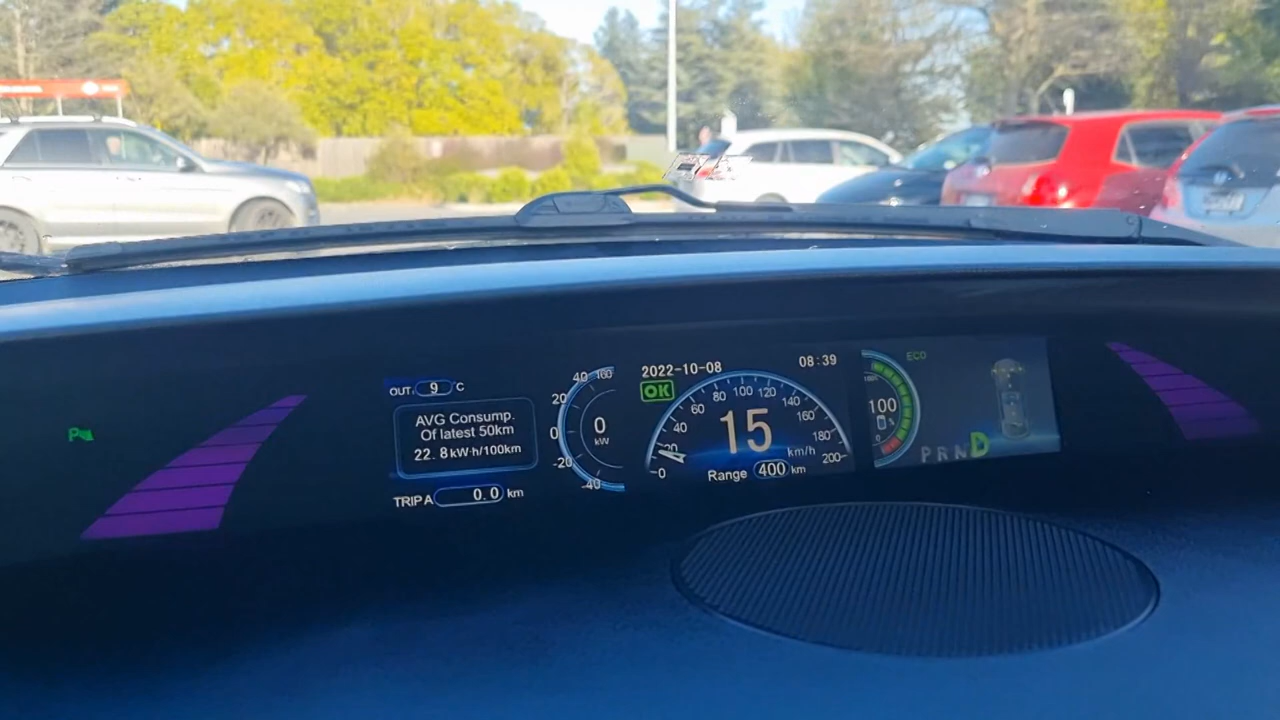 OUT: 9 °C
AVG Consump.
Of latest 50km
22.8 kW·h/100km
TRIP A 0.0 km
40 160
20
0
-20
-40
0
kW
2022-10-08 08:39
OK
0 20 40 60 80 100 120 140 160 180 200
15
km/h
Range 400 km
ECO
100
%
0
P R N D
P